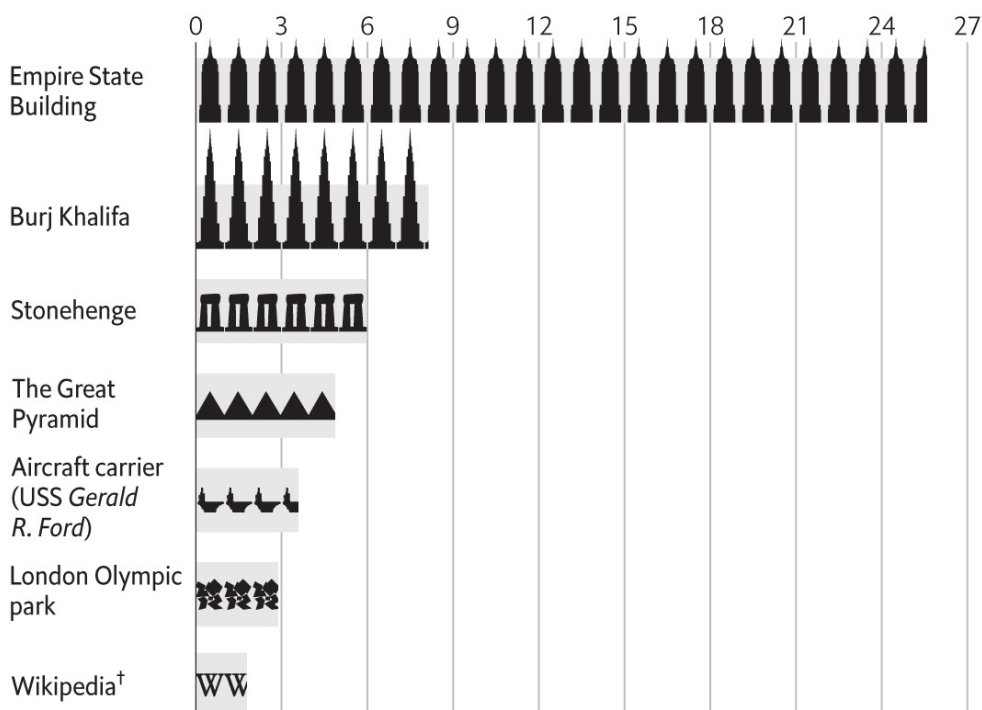 0 3 6 9 12 15 18 21 24 27
Empire State
Building
Burj Khalifa
Stonehenge
The Great
Pyramid
Aircraft carrier
(USS Gerald
R. Ford)
London Olympic
park
Wikipedia†
WW